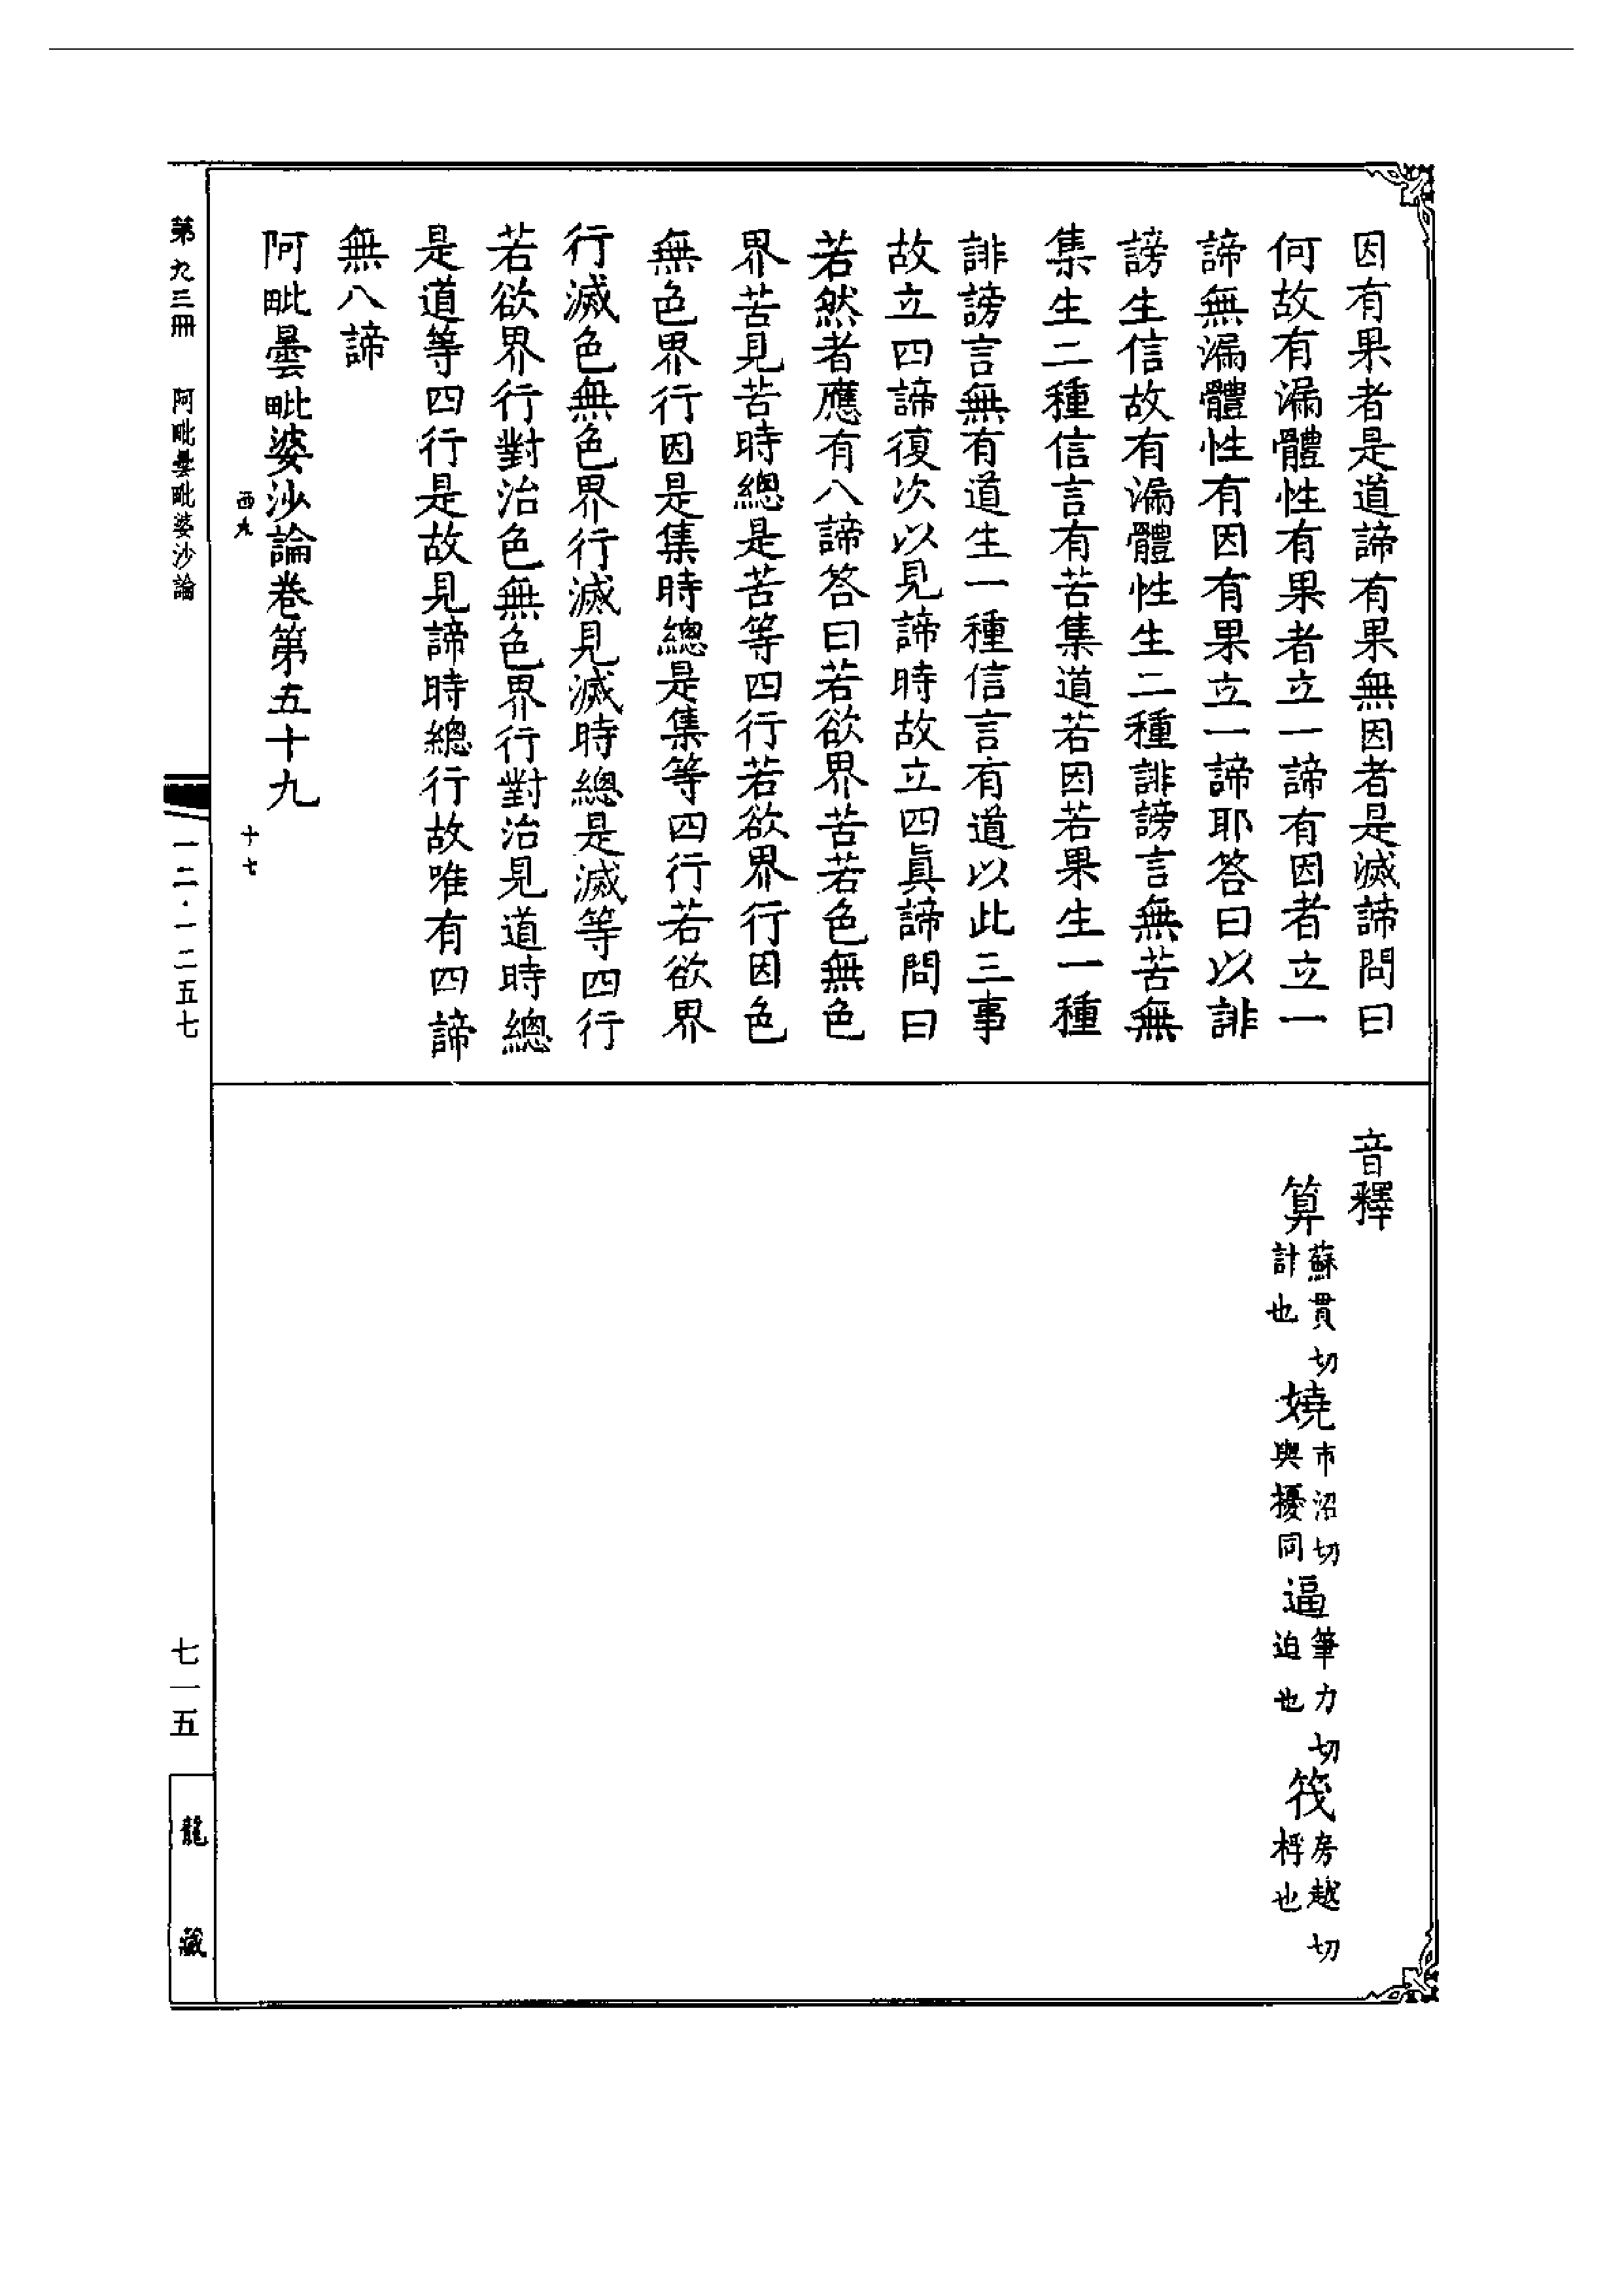 因有果者是道諦有果無因者是滅諦問曰
何故有漏體性有果者立一諦有因者立一
諦無漏體性有因有果立一諦耶答曰以誹
謗生信故有漏體性生二種誹謗言無苦無
集生二種信言有苦集道若因若果生一種
誹謗言無有道生一種信言有道以此三事
故立四諦復次以見諦時故立四眞諦問曰
若然者應有八諦答曰若欲界苦若色無色
界苦見苦時總是苦等四行若欲界行因色
無色界行因是集時總是集等四行若欲界
行滅色無色界行滅見滅時總是滅等四行
若欲界行對治色無色界行對治見道時總
是道等四行是故見諦時總行故唯有四諦
無八諦
阿毗曇毗婆沙論卷第五十九
十七
音釋
算蘇貫切計也嬈市沼切與擾同逼筆力切迫也筏房越切桴也
第九三冊 阿毗曇毗婆沙論
一二·一二五七
七一五
龍藏